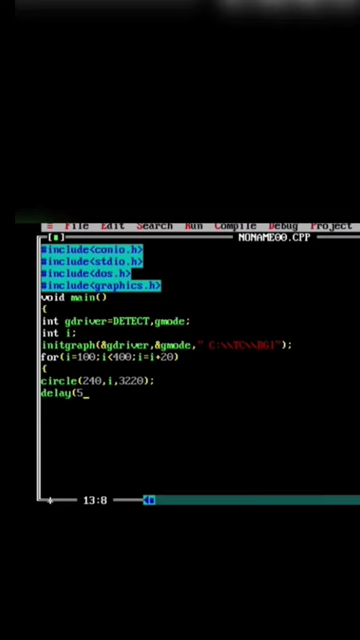 ≡ File Edit Search Run Compile Debug Project
[■] NONAME00.CPP
#include<conio.h>
#include<stdio.h>
#include<dos.h>
#include<graphics.h>
void main()
{
int gdriver=DETECT,gmode;
int i;
initgraph(&gdriver,&gmode," C:\\TC\\BGI");
for(i=100;i<400;i=i+20)
{
circle(240,i,3220);
delay(5_
13:8